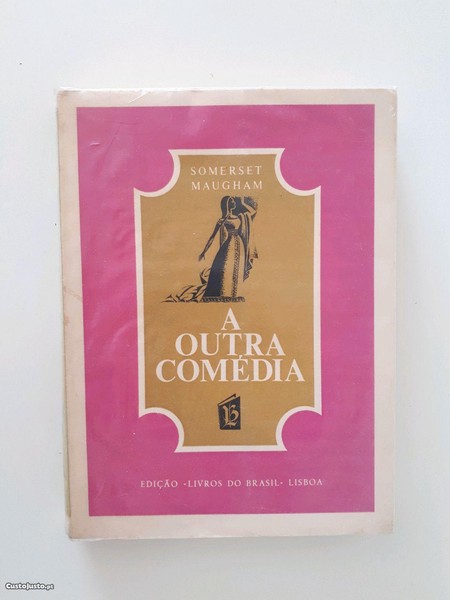 SOMERSET
MAUGHAM
A
OUTRA
COMÉDIA
EDIÇÃO «LIVROS DO BRASIL» LISBOA
CustoJusto.pt